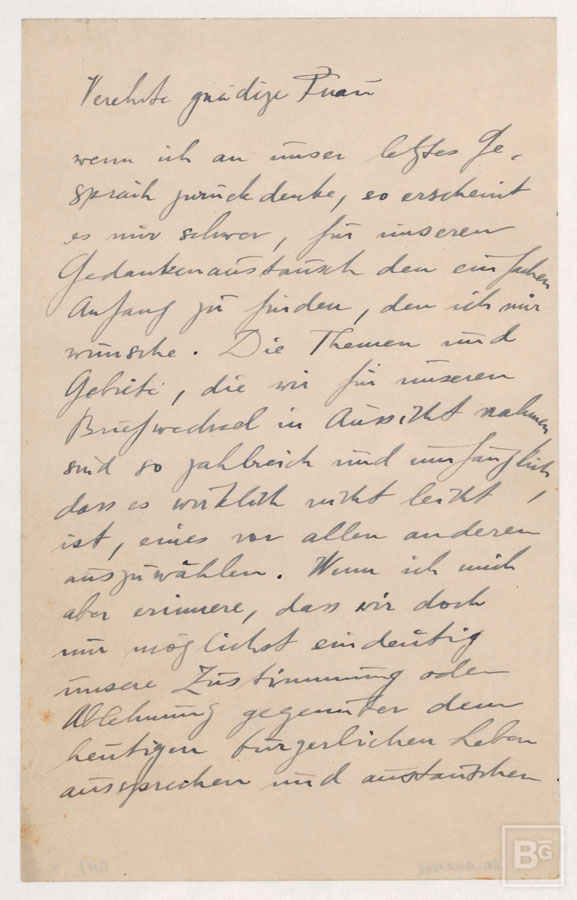 Verehrte gnädige Frau
wenn ich an unser letztes Ge-
spräch zurückdenke, so erscheint
es mir schwer, für unseren
Gedankenaustausch den einfachen
Anfang zu finden, den ich mir
wünsche. Die Themen und
Gebiete, die wir für unseren
Briefwechsel in Aussicht nahmen,
sind so zahlreich und umfänglich,
dass es wirklich nicht leicht
ist, eines vor allen anderen
auszuwählen. Wenn ich mich
aber erinnere, dass wir doch
nur möglichst eindeutig
unsere Zustimmung oder
Ablehnung gegenüber dem
heutigen bürgerlichen Leben
aussprechen und austauschen
BG